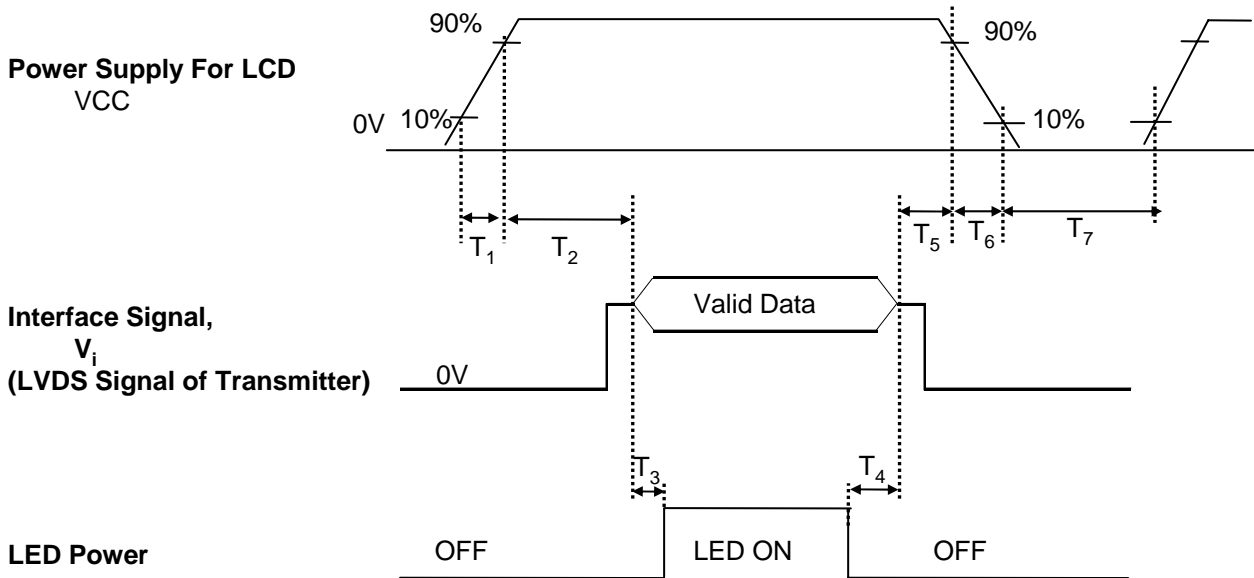 90%
90%
Power Supply For LCD
VCC
0V
10%
10%
T1
T2
T5
T6
T7
Valid Data
Interface Signal,
Vi
(LVDS Signal of Transmitter)
0V
T3
T4
LED Power
OFF
LED ON
OFF